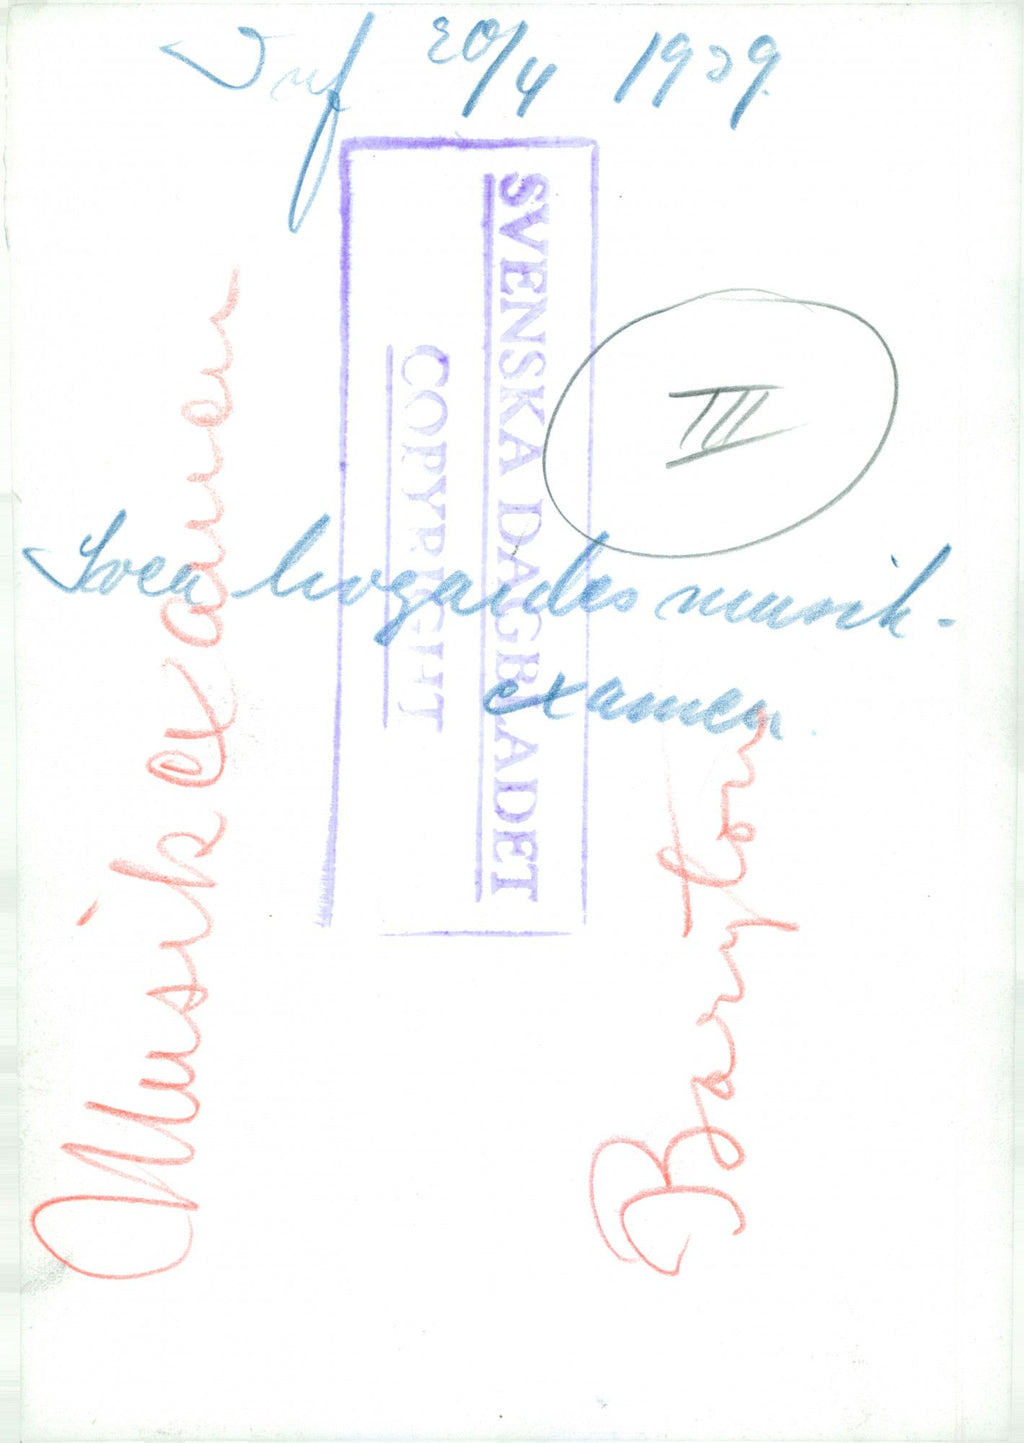 Inf 20/4 1939.
SVENSKA DAGBLADET
COPYRIGHT
III
Svea livgardes musik-
examen.
Musikexamen
Baryton